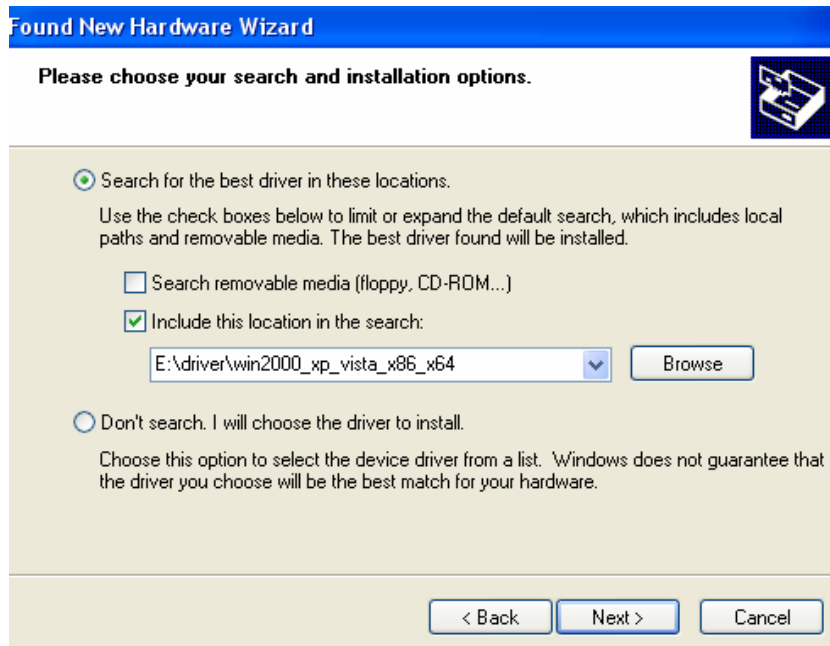 Found New Hardware Wizard
Please choose your search and installation options.
Search for the best driver in these locations.
Use the check boxes below to limit or expand the default search, which includes local
paths and removable media. The best driver found will be installed.
Search removable media (floppy, CD-ROM...)
Include this location in the search:
E:\driver\win2000_xp_vista_x86_x64
Browse
Don't search. I will choose the driver to install.
Choose this option to select the device driver from a list.  Windows does not guarantee that
the driver you choose will be the best match for your hardware.
< Back
Next >
Cancel